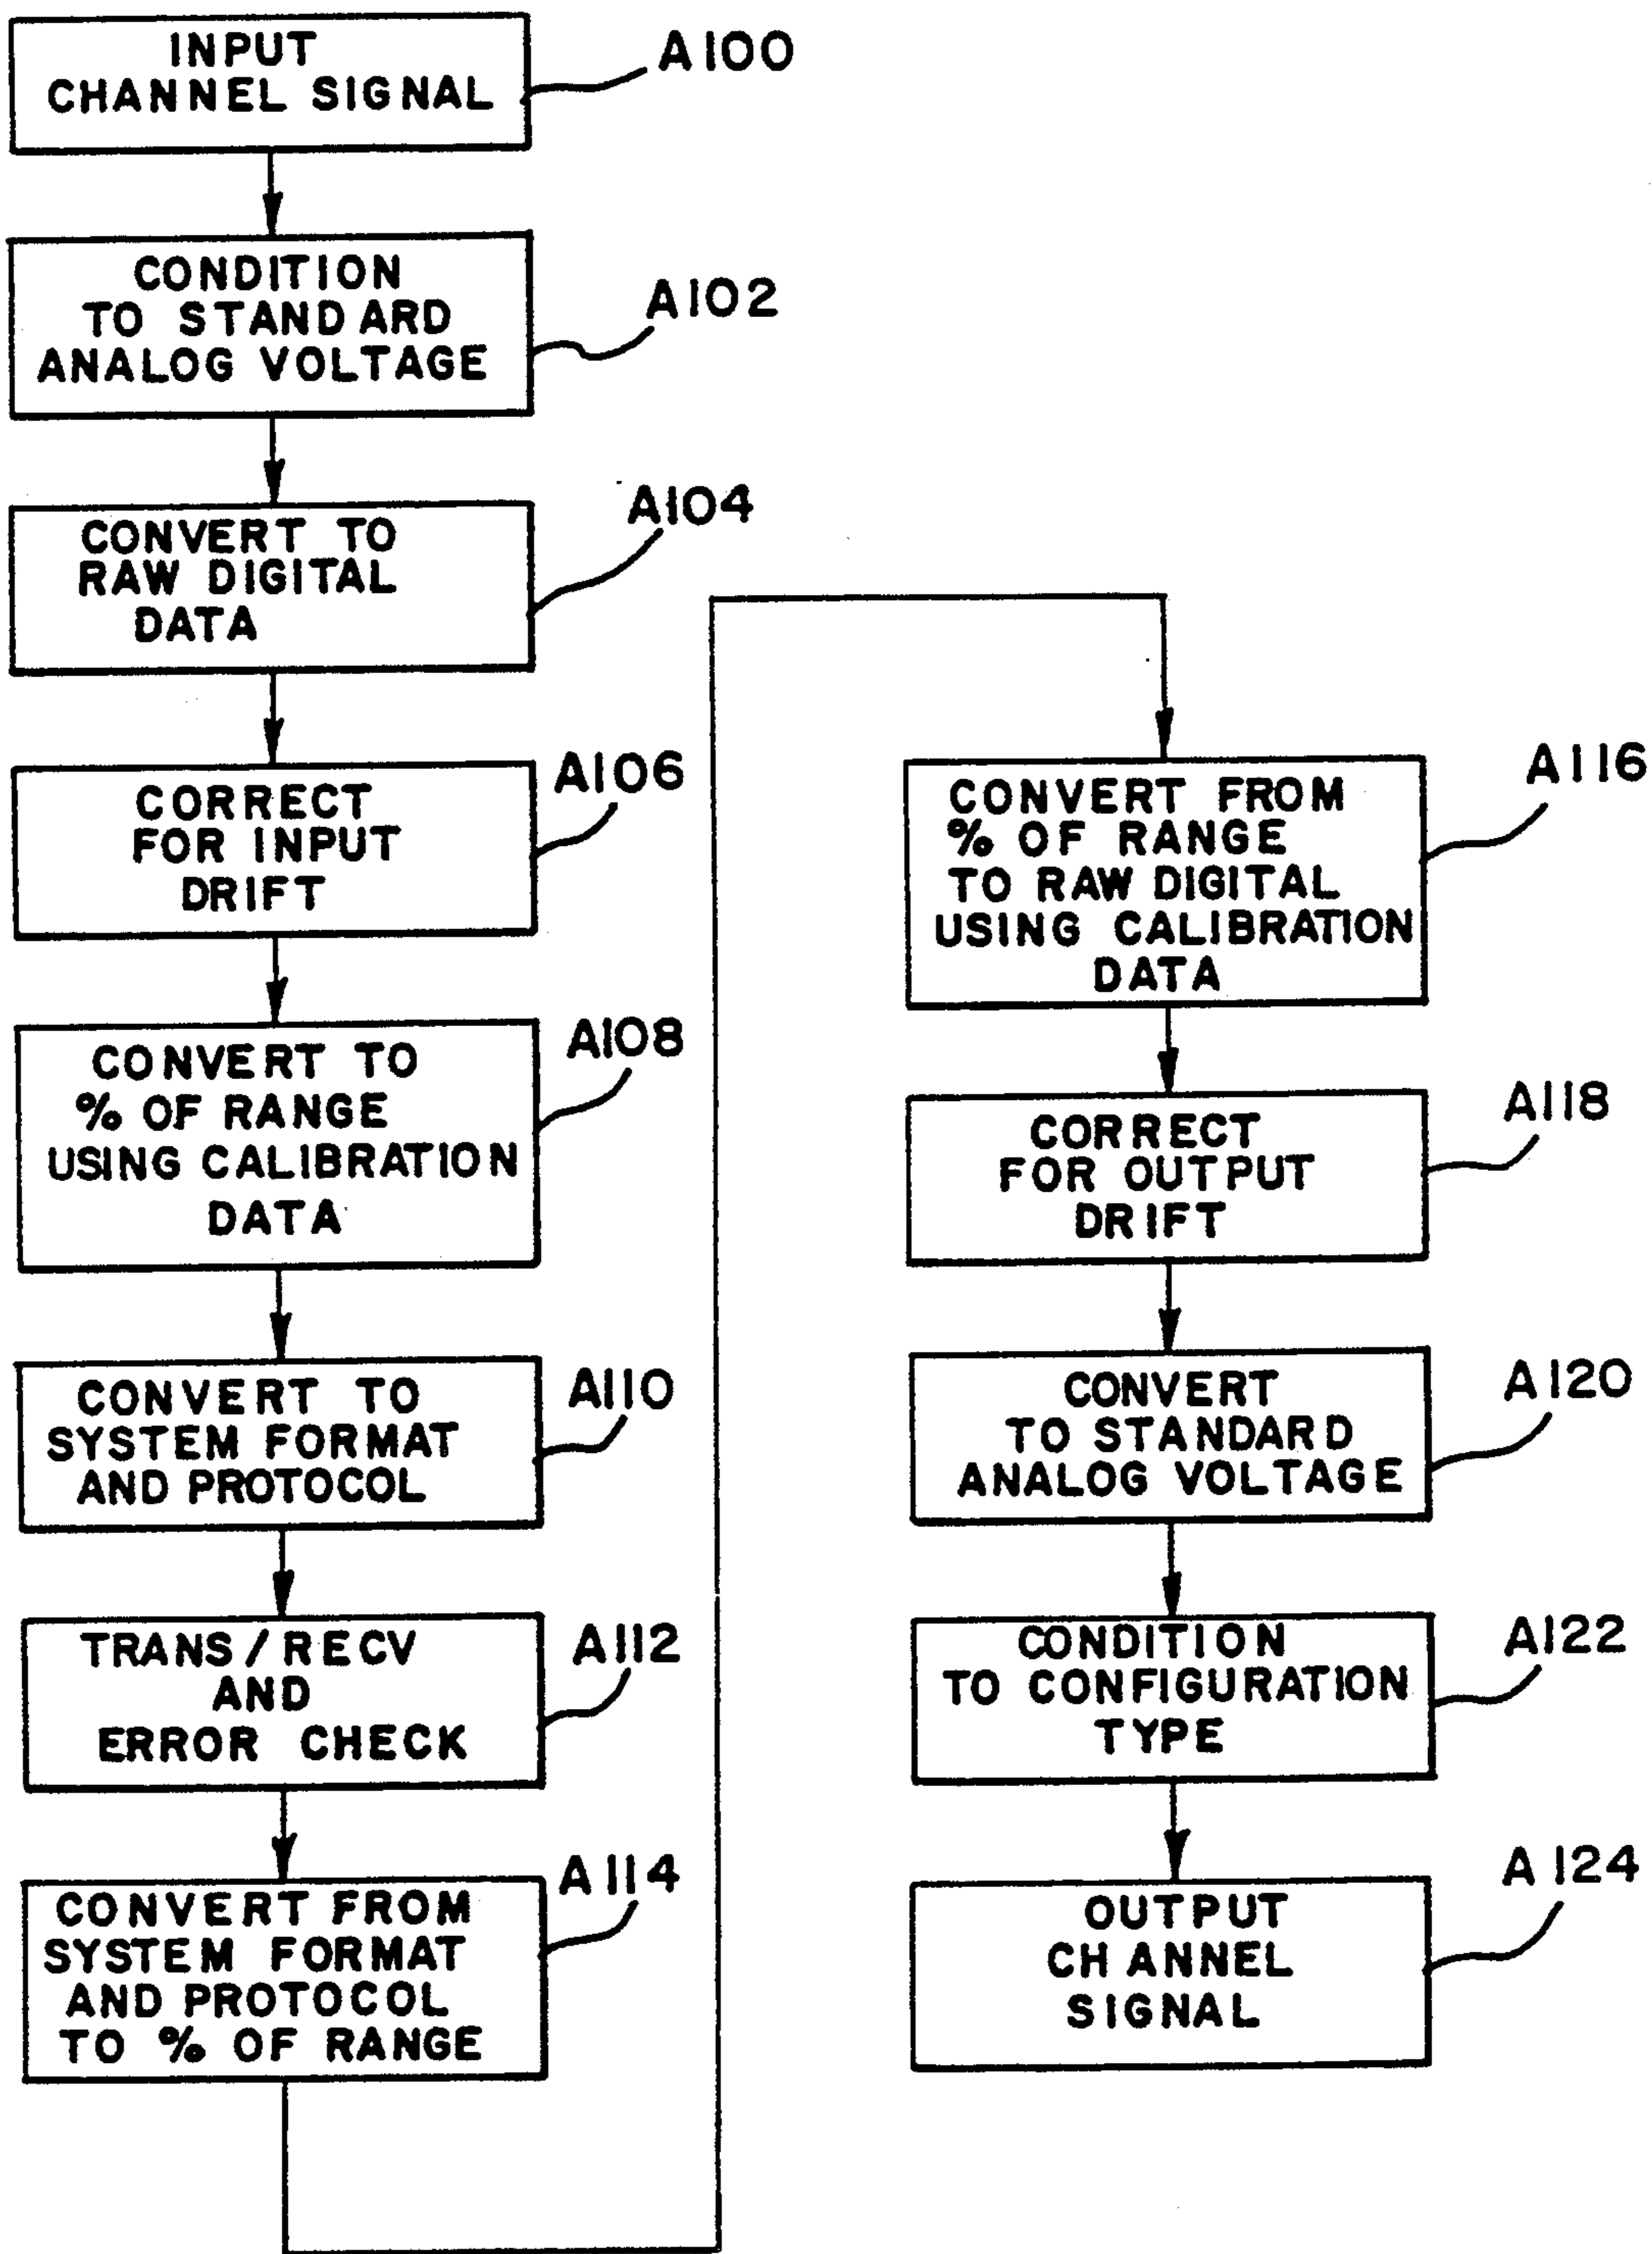 INPUT
CHANNEL SIGNAL
A100
CONDITION
TO STANDARD
ANALOG VOLTAGE
A102
CONVERT TO
RAW DIGITAL
DATA
A104
CORRECT
FOR INPUT
DRIFT
A106
CONVERT TO
% OF RANGE
USING CALIBRATION
DATA
A108
CONVERT TO
SYSTEM FORMAT
AND PROTOCOL
A110
TRANS/RECV
AND
ERROR CHECK
A112
CONVERT FROM
SYSTEM FORMAT
AND PROTOCOL
TO % OF RANGE
A114
CONVERT FROM
% OF RANGE
TO RAW DIGITAL
USING CALIBRATION
DATA
A116
CORRECT
FOR OUTPUT
DRIFT
A118
CONVERT
TO STANDARD
ANALOG VOLTAGE
A120
CONDITION
TO CONFIGURATION
TYPE
A122
OUTPUT
CHANNEL
SIGNAL
A124